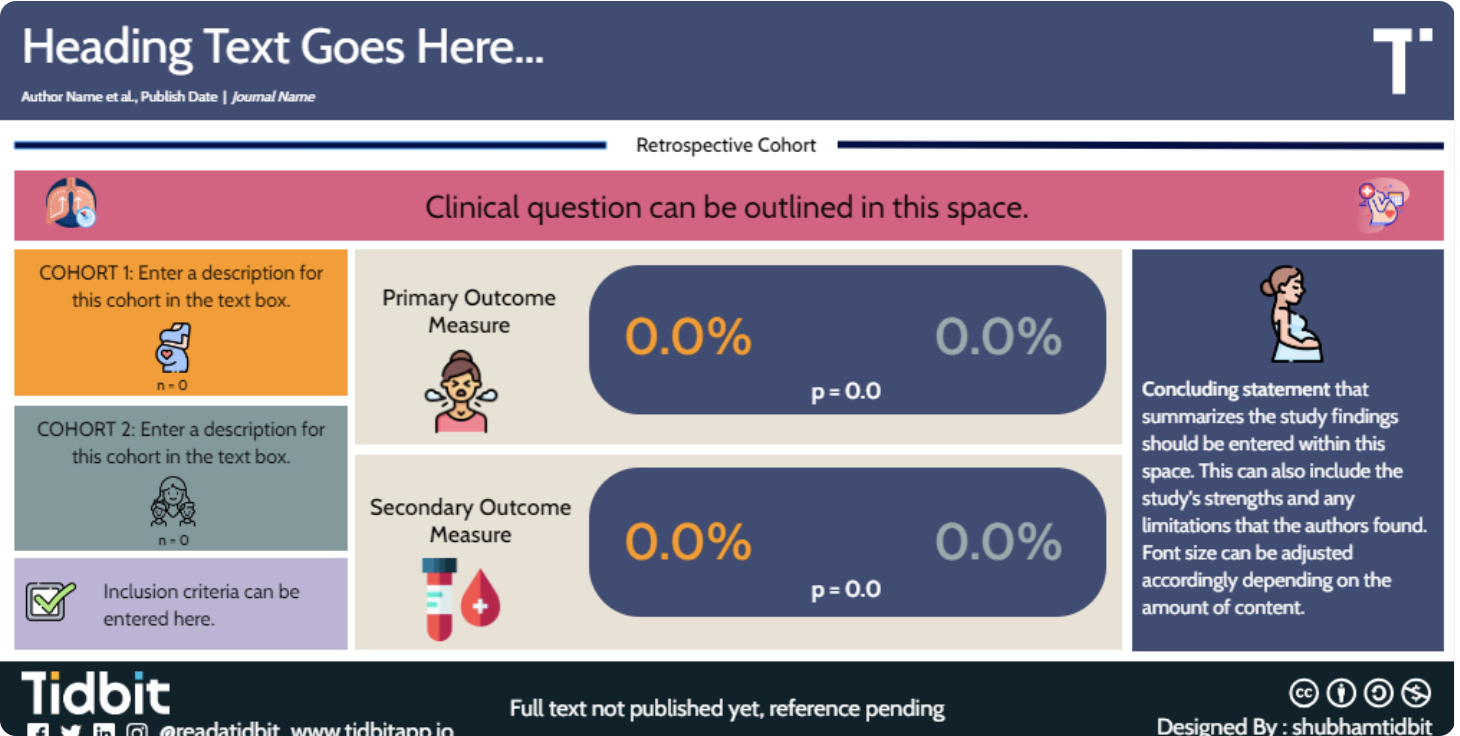 Heading Text Goes Here...
Author Name et al., Publish Date | Journal Name
Retrospective Cohort
Clinical question can be outlined in this space.
COHORT 1: Enter a description for
this cohort in the text box.
n = 0
COHORT 2: Enter a description for
this cohort in the text box.
n = 0
Inclusion criteria can be
entered here.
Primary Outcome
Measure
0.0% 0.0%
p = 0.0
Secondary Outcome
Measure
0.0% 0.0%
p = 0.0
Concluding statement that
summarizes the study findings
should be entered within this
space. This can also include the
study's strengths and any
limitations that the authors found.
Font size can be adjusted
accordingly depending on the
amount of content.
Tidbit
@readatidbit www.tidbitapp.io
Full text not published yet, reference pending
cc
Designed By : shubhamtidbit